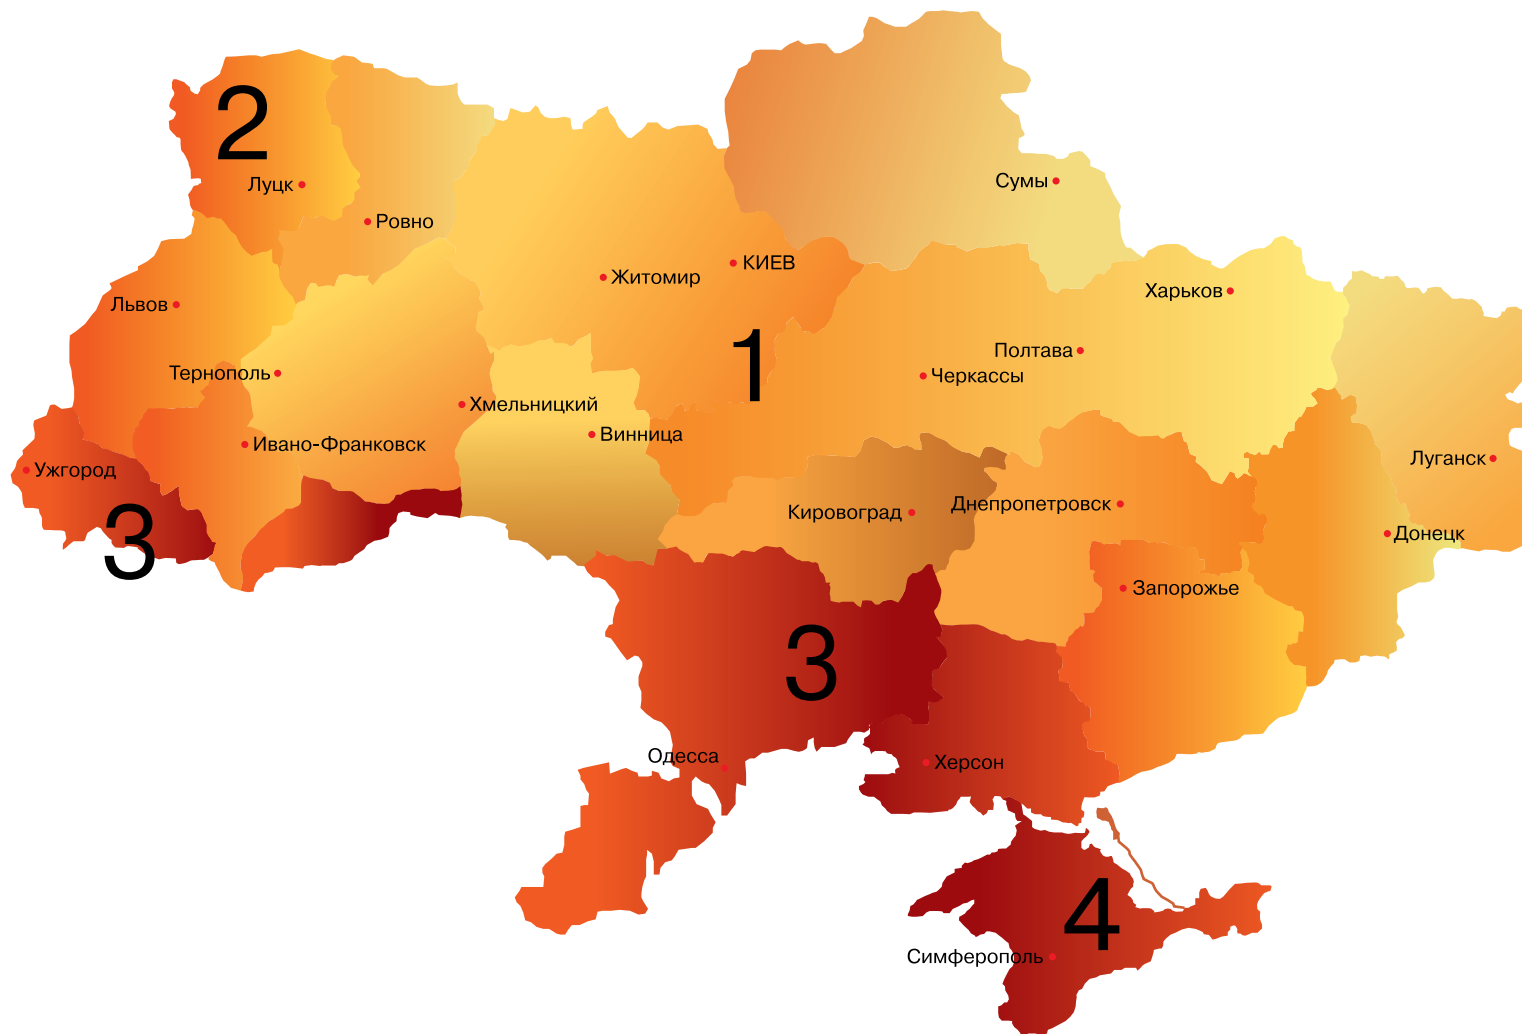 2
Луцк
Сумы
Ровно
КИЕВ
Житомир
Харьков
Львов
1
Полтава
Тернополь
Черкассы
Хмельницкий
Винница
Ивано-Франковск
Луганск
Ужгород
Днепропетровск
Кировоград
Донецк
3
Запорожье
3
Одесса
Херсон
4
Симферополь